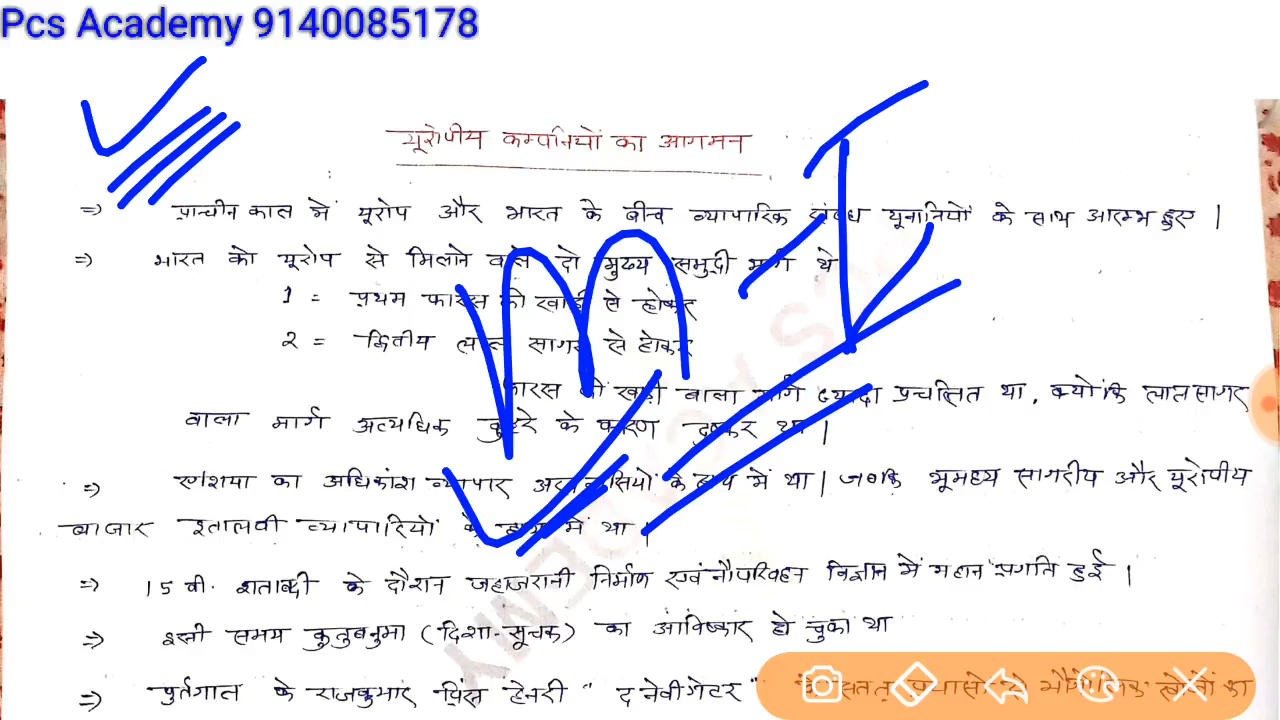 Pcs Academy 9140085178
यूरोपीय कम्पनियों का आगमन
⇒ प्राचीन काल में यूरोप और भारत के बीच व्यापारिक संबंध यूनानियों के साथ आरम्भ हुए |
⇒ भारत को यूरोप से मिलाने वाले दो मुख्य समुद्री मार्ग थे
1 = प्रथम फारस की खाड़ी से होकर
2 = द्वितीय लाल सागर से होकर
फारस की खाड़ी वाला मार्ग ज्यादा प्रचलित था, क्योंकि लाल सागर
वाला मार्ग अत्यधिक कुहरे के कारण दुष्कर था |
⇒ एशिया का अधिकांश व्यापार अरबवासियों के हाथ में था | जबकि भूमध्य सागरीय और यूरोपीय
बाजार इतालवी व्यापारियों के हाथ में था |
⇒ 15 वी. शताब्दी के दौरान जहाजरानी निर्माण एवं नौपरिवहन विज्ञान में महान प्रगति हुई |
⇒ इसी समय कुतुबनुमा (दिशा-सूचक) का आविष्कार हो चुका था
⇒ पुर्तगाल के राजकुमार प्रिंस हेनरी " द नेवीगेटर " के सतत प्रयासों से भौगोलिक खोजों का